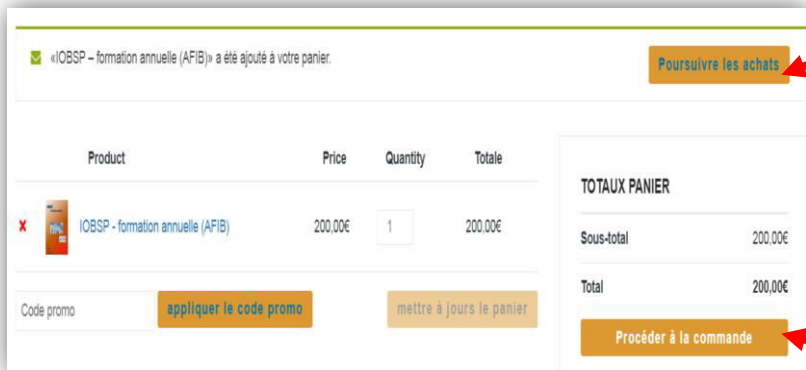 «IOBSP – formation annuelle (AFIB)» a été ajouté à votre panier.
Poursuivre les achats
Product Price Quantity Totale
IOBSP - formation annuelle (AFIB) 200,00€ 1 200,00€
Code promo appliquer le code promo mettre à jours le panier
TOTAUX PANIER
Sous-total 200,00€
Total 200,00€
Procéder à la commande